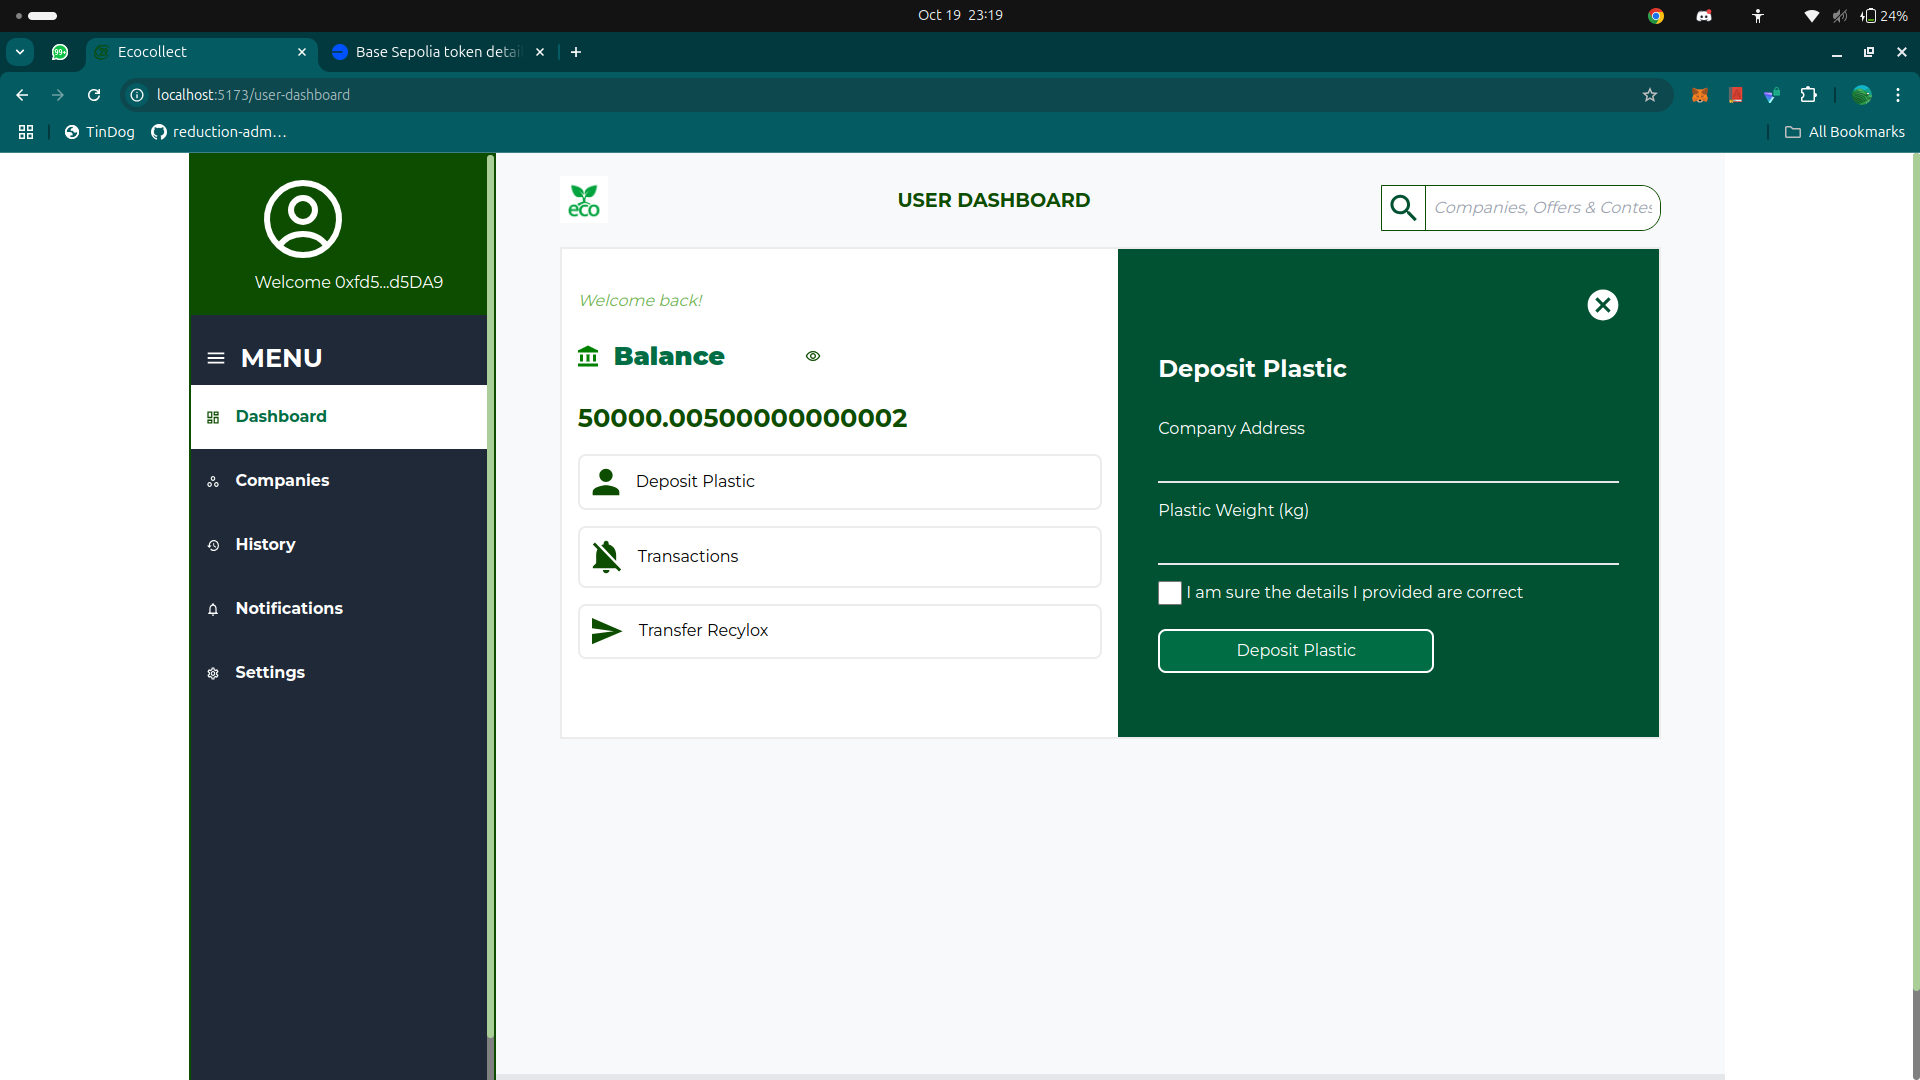 Oct 19 23:19
24%
99+
Ecocollect
Base Sepolia token detai
localhost:5173/user-dashboard
TinDog
reduction-adm...
All Bookmarks
Welcome 0xfd5...d5DA9
MENU
Dashboard
Companies
History
Notifications
Settings
eco
USER DASHBOARD
Companies, Offers & Contes
Welcome back!
Balance
50000.00500000000002
Deposit Plastic
Transactions
Transfer Recylox
Deposit Plastic
Company Address
Plastic Weight (kg)
I am sure the details I provided are correct
Deposit Plastic